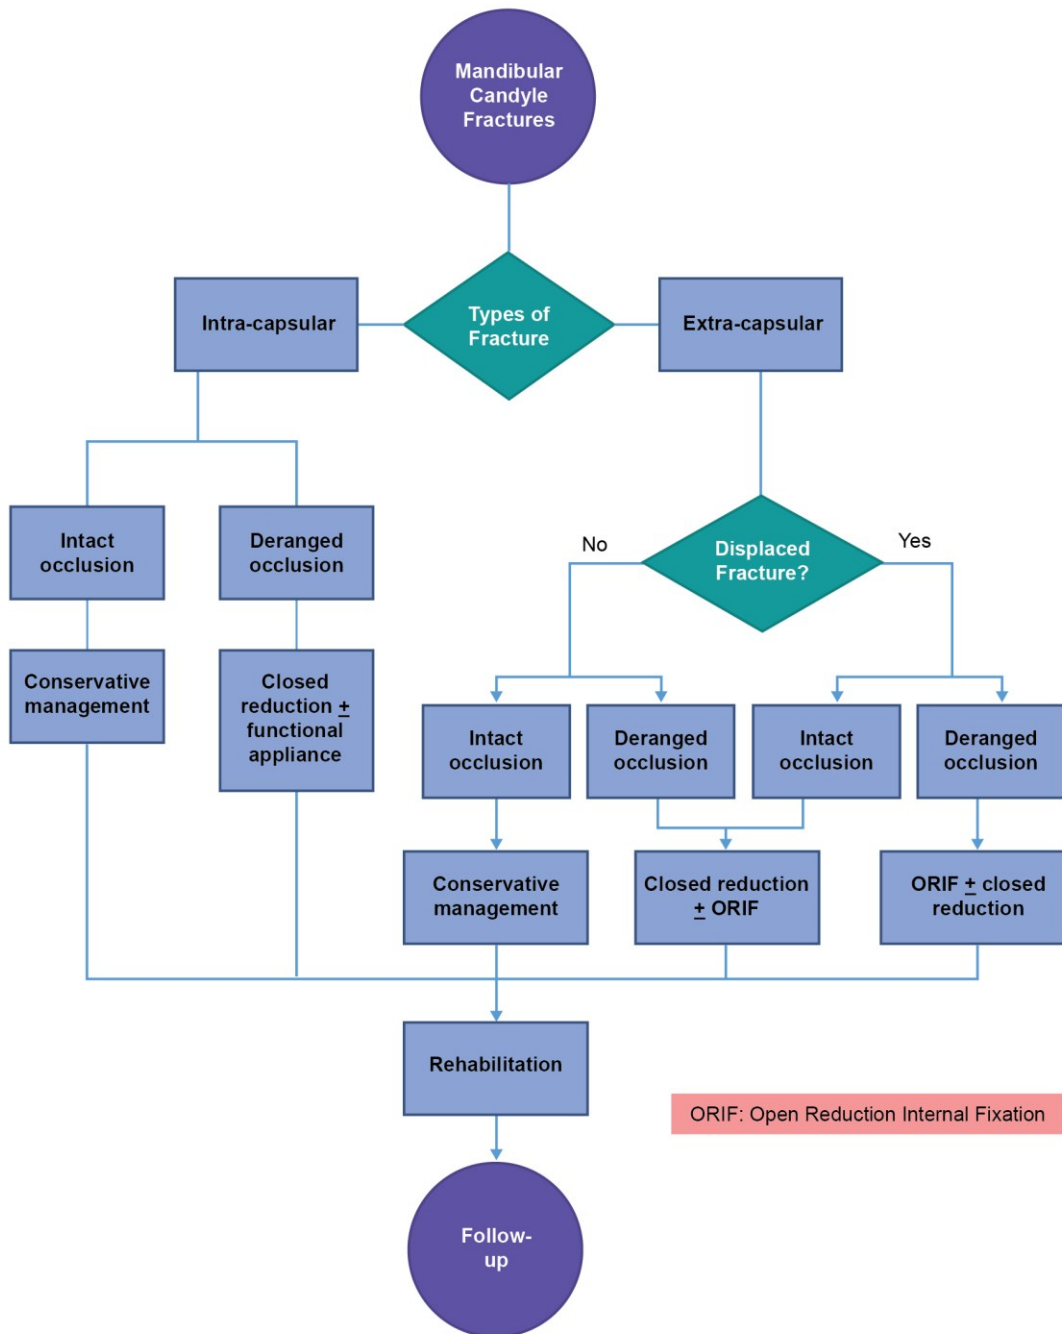 Mandibular
Candyle
Fractures
Types of
Fracture
Intra-capsular
Extra-capsular
Intact
occlusion
Deranged
occlusion
No
Displaced
Fracture?
Yes
Conservative
management
Closed
reduction ±
functional
appliance
Intact
occlusion
Deranged
occlusion
Intact
occlusion
Deranged
occlusion
Conservative
management
Closed reduction
± ORIF
ORIF ± closed
reduction
Rehabilitation
ORIF: Open Reduction Internal Fixation
Follow-
up